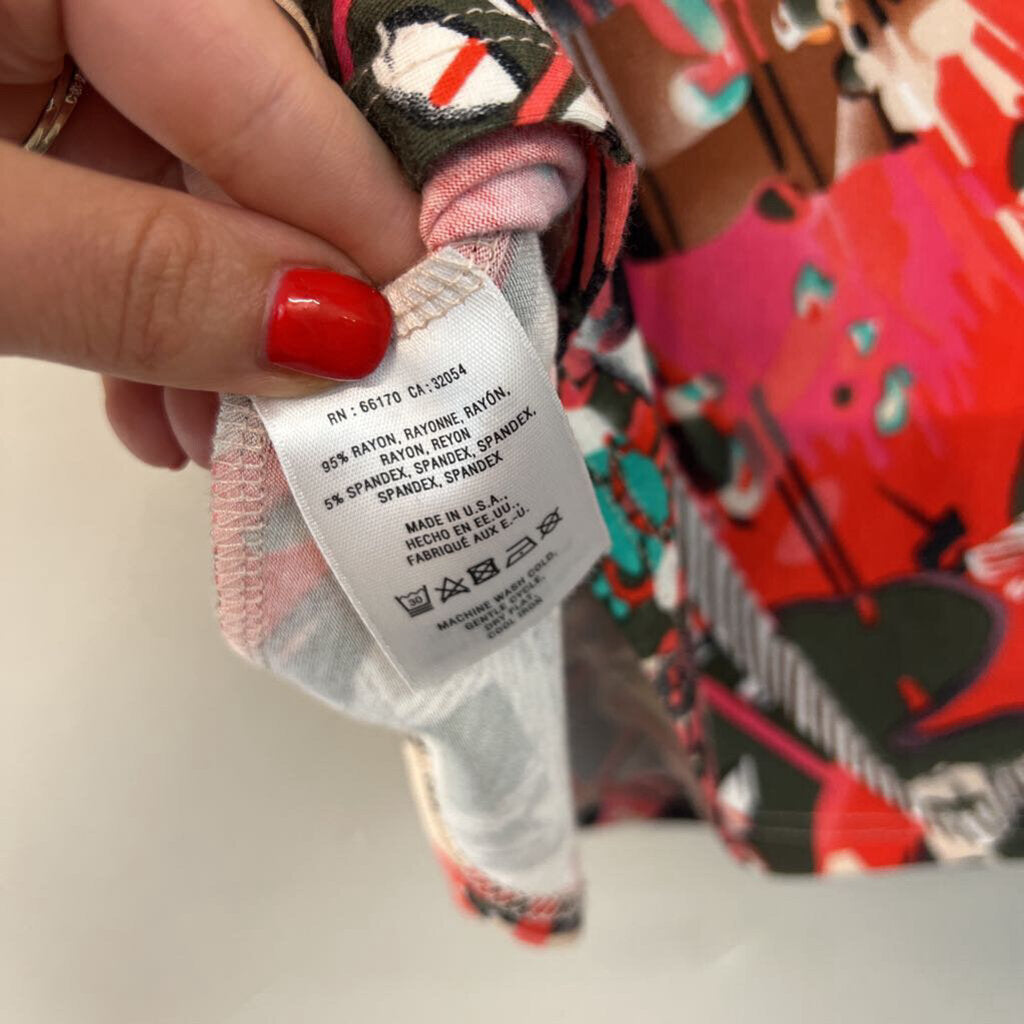 RN : 66170 CA : 32054
95% RAYON, RAYONNE, RAYÓN,
RAYON, REYON
5% SPANDEX, SPANDEX, SPANDEX,
SPANDEX, SPANDEX
MADE IN U.S.A.,
HECHO EN EE.UU.,
FABRIQUÉ AUX E.-U.
30
MACHINE WASH COLD,
GENTLE CYCLE,
DRY FLAT,
COOL IRON